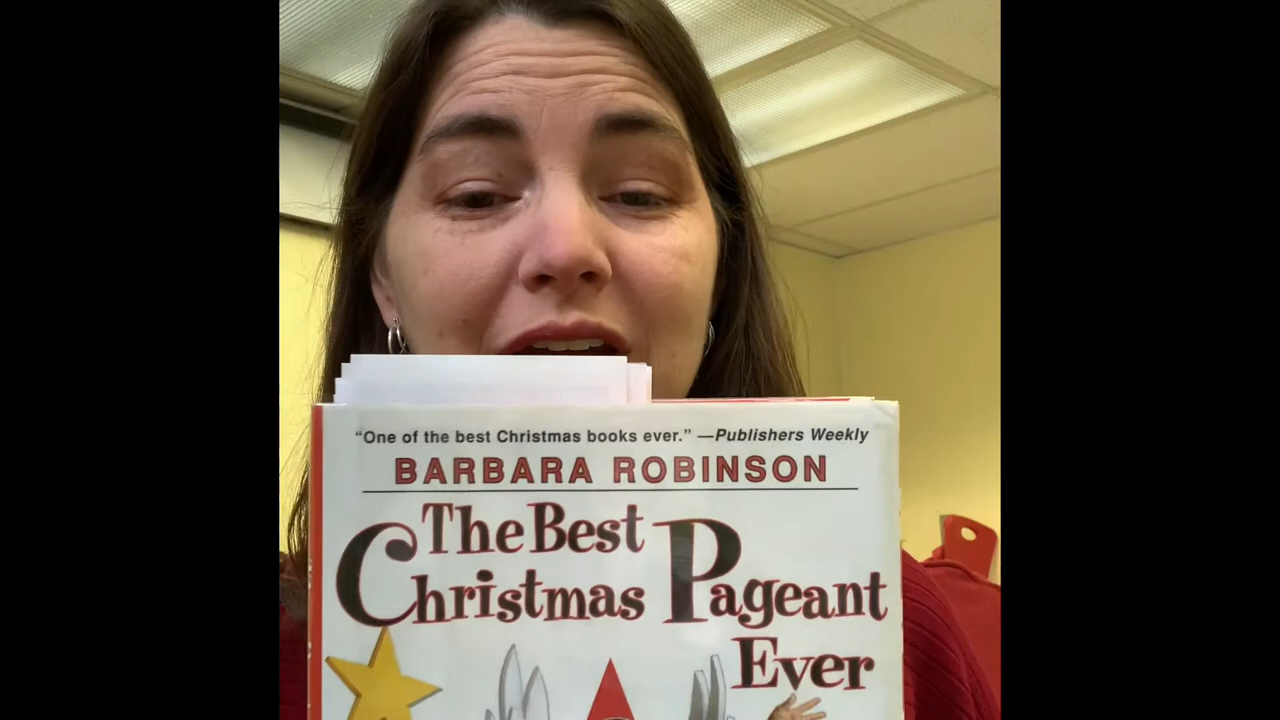 “One of the best Christmas books ever.” —Publishers Weekly
BARBARA ROBINSON
The Best
Christmas Pageant
Ever